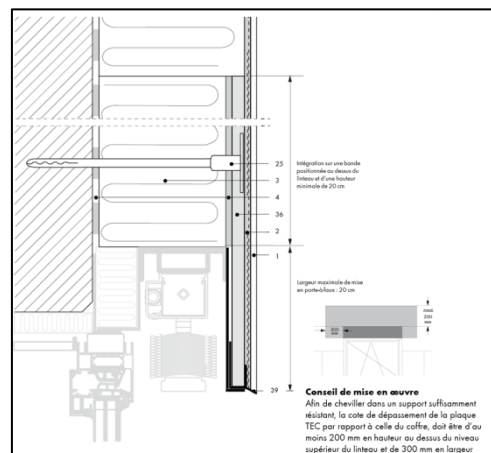 25
Intégration sur une bande
positionnée au dessus du
linteau et d'une hauteur
minimale de 20 cm
3
4
36
2
1
Largeur maximale de mise
en porte-à-faux : 20 cm
200
mm
mm
39
Conseil de mise en œuvre
Afin de cheviller dans un support suffisamment
résistant, la cote de dépassement de la plaque
TEC par rapport à celle du coffre, doit être d'au
moins 200 mm en hauteur au dessus du niveau
supérieur du linteau et de 300 mm en largeur